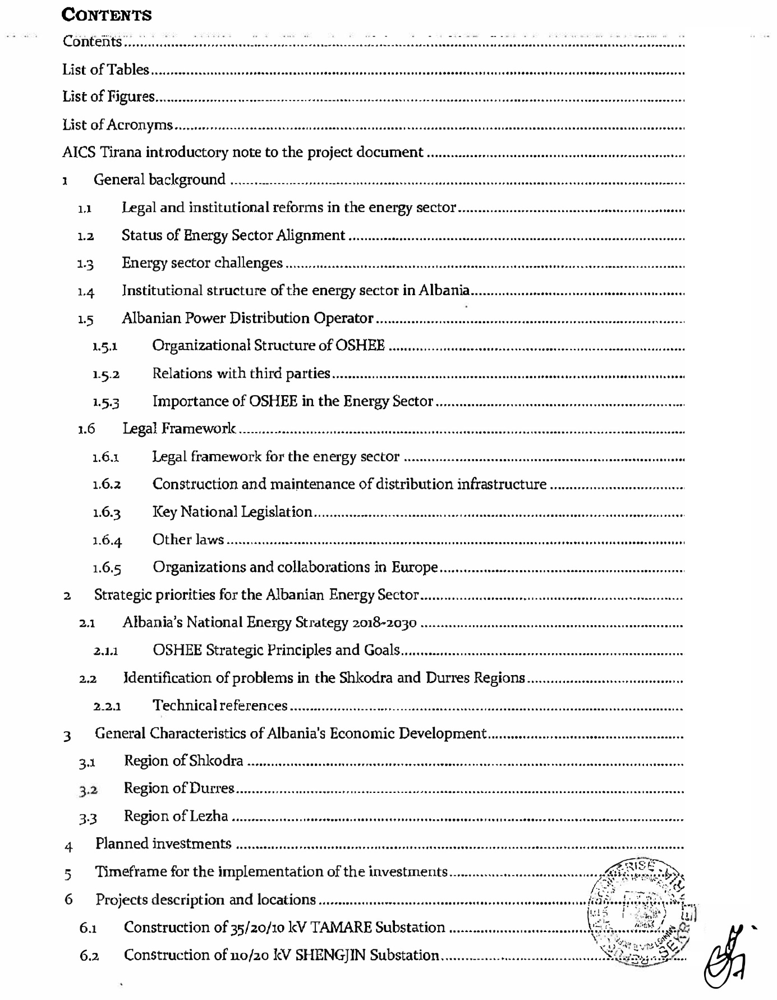 CONTENTS
Contents
List of Tables
List of Figures
List of Acronyms
AICS Tirana introductory note to the project document
1 General background
1.1 Legal and institutional reforms in the energy sector
1.2 Status of Energy Sector Alignment
1.3 Energy sector challenges
1.4 Institutional structure of the energy sector in Albania
1.5 Albanian Power Distribution Operator
1.5.1 Organizational Structure of OSHEE
1.5.2 Relations with third parties
1.5.3 Importance of OSHEE in the Energy Sector
1.6 Legal Framework
1.6.1 Legal framework for the energy sector
1.6.2 Construction and maintenance of distribution infrastructure
1.6.3 Key National Legislation
1.6.4 Other laws
1.6.5 Organizations and collaborations in Europe
2 Strategic priorities for the Albanian Energy Sector
2.1 Albania's National Energy Strategy 2018-2030
2.1.1 OSHEE Strategic Principles and Goals
2.2 Identification of problems in the Shkodra and Durres Regions
2.2.1 Technical references
3 General Characteristics of Albania's Economic Development
3.1 Region of Shkodra
3.2 Region of Durres
3.3 Region of Lezha
4 Planned investments
5 Timeframe for the implementation of the investments
6 Projects description and locations
6.1 Construction of 35/20/10 kV TAMARE Substation
6.2 Construction of 110/20 kV SHENGJIN Substation